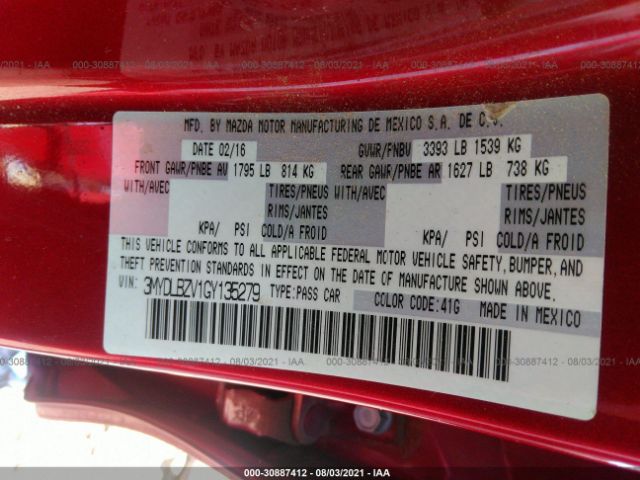 MFD. BY MAZDA MOTOR MANUFACTURING DE MEXICO S.A. DE C.V.
DATE 02/16 GVWR/PNBV 3393 LB 1539 KG
FRONT GAWR/PNBE AV 1795 LB 814 KG REAR GAWR/PNBE AR 1627 LB 738 KG
WITH/AVEC TIRES/PNEUS WITH/AVEC TIRES/PNEUS
RIMS/JANTES RIMS/JANTES
KPA/ PSI COLD/A FROID KPA/ PSI COLD/A FROID
THIS VEHICLE CONFORMS TO ALL APPLICABLE FEDERAL MOTOR VEHICLE SAFETY, BUMPER, AND
THEFT PREVENTION STANDARDS IN EFFECT ON THE DATE OF MANUFACTURE SHOWN ABOVE.
VIN: 3MYDLBZV1GY135279 TYPE:PASS CAR COLOR CODE:41G MADE IN MEXICO
000-30887412 - 08/03/2021 - IAA